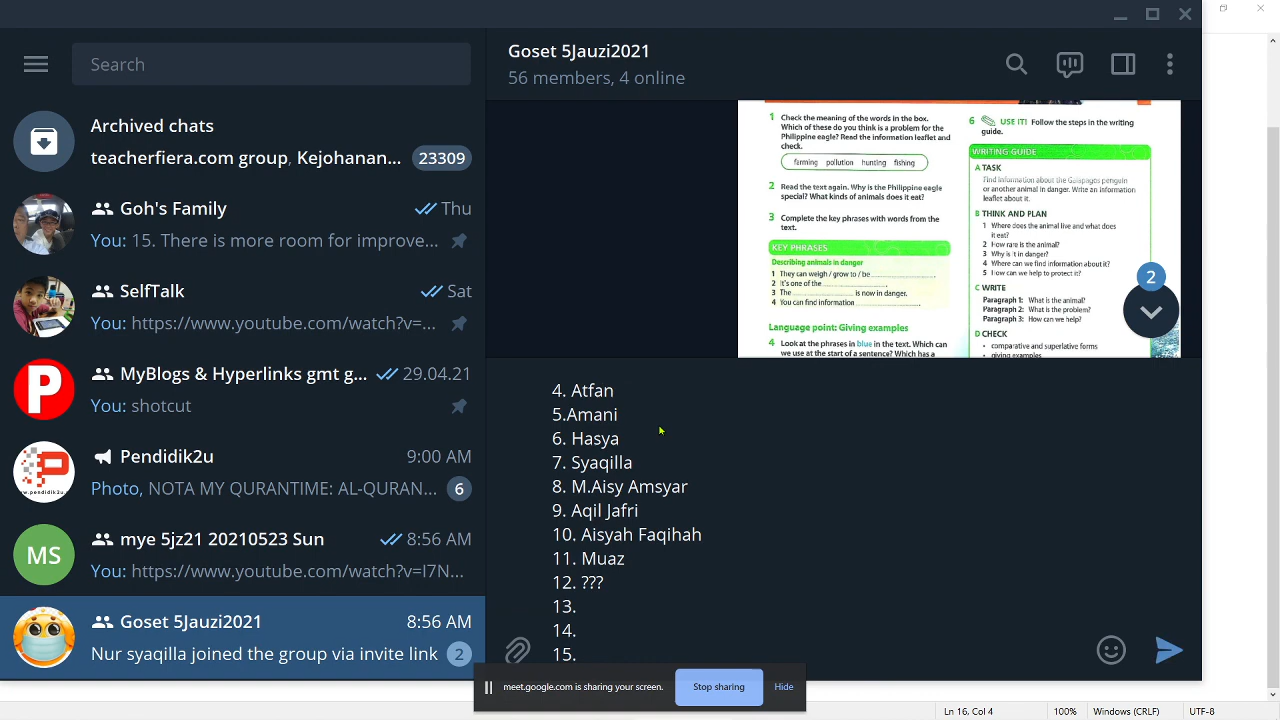 Search
Archived chats
eacherfiera.com group, Kishanan...
23309
Goh's Family
Thu
You: 15. There is more room for improve...
SelfTalk
Sat
You: https://www.youtube.com/watch?v=...
P
MyBlogs & Hyperlinks gmt g...
29.04.21
You: shotcut
Pendidik2u
9:00 AM
Photo, NOTA MY QURANTIME: AL-QURAN...
6
MS
mye 5jz21 20210523 Sun
8:56 AM
You: https://www.youtube.com/watch?v=I7N...
Goset 5Jauzi2021
8:56 AM
Nur syaqilla joined the group via invite link
2
Goset 5Jauzi2021
56 members, 4 online
1 Check the meaning of the words in the box.
Which of these do you think is a problem for the
Philippine eagle? Read the information leaflet and
check.
farming pollution hunting fishing
2 Read the text again. Why is the Philippine eagle
special? What kinds of animals does it eat?
3 Complete the key phrases with words from the
text.
KEY PHRASES
Describing animals in danger
1 They can weigh / grow to / be
2 It's one of the
3 The is now in danger.
4 You can find information
Language point: Giving examples
4 Look at the phrases in blue in the text. Which can
we use at the start of a sentence? Which has a
6 USE IT! Follow the steps in the writing
guide.
WRITING GUIDE
A TASK
Find information about the Galapagos penguin
or another animal in danger. Write an information
leaflet about it.
B THINK AND PLAN
1 Where does the animal live and what does
it eat?
2 How rare is the animal?
3 Why is it in danger?
4 Where can we find information about it?
5 How can we help to protect it?
C WRITE
Paragraph 1: What is the animal?
Paragraph 2: What is the problem?
Paragraph 3: How can we help?
D CHECK
• comparative and superlative forms
• giving examples
2
4. Atfan
5.Amani
6. Hasya
7. Syaqilla
8. M.Aisy Amsyar
9. Aqil Jafri
10. Aisyah Faqihah
11. Muaz
12. ???
13.
14.
15.
meet.google.com is sharing your screen.
Stop sharing
Hide
Ln 16, Col 4
100%
Windows (CRLF)
UTF-8